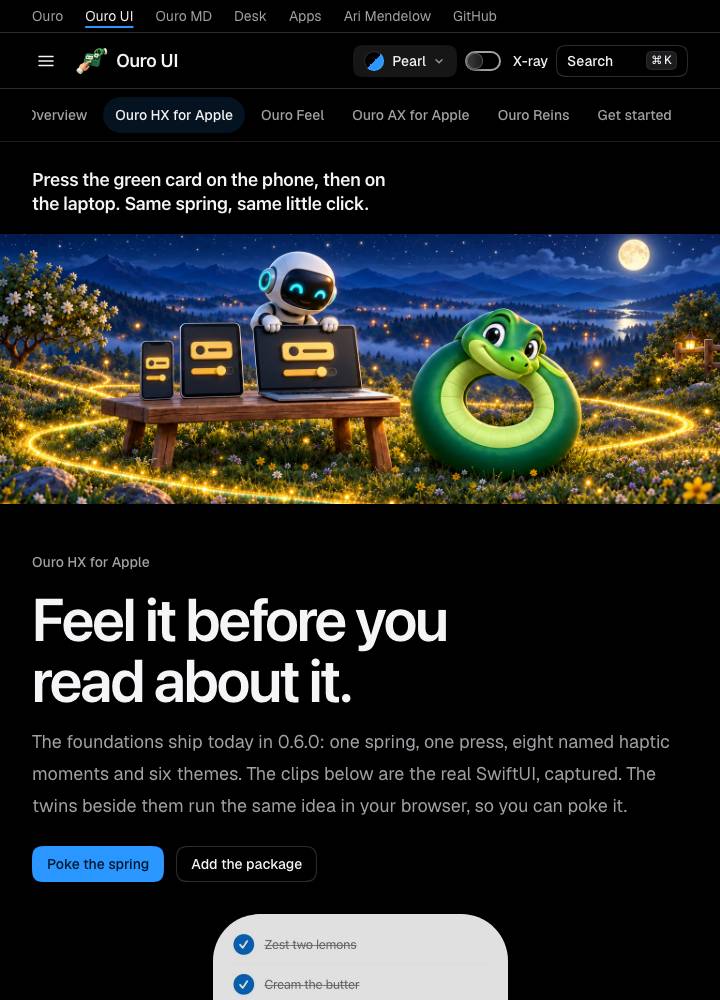 Ouro
Ouro UI
Ouro MD
Desk
Apps
Ari Mendelow
GitHub
Ouro UI
Pearl
X-ray
Search
⌘ K
Overview
Ouro HX for Apple
Ouro Feel
Ouro AX for Apple
Ouro Reins
Get started
Press the green card on the phone, then on
the laptop. Same spring, same little click.
Ouro HX for Apple
Feel it before you
read about it.
The foundations ship today in 0.6.0: one spring, one press, eight named haptic
moments and six themes. The clips below are the real SwiftUI, captured. The
twins beside them run the same idea in your browser, so you can poke it.
Poke the spring
Add the package
Zest two lemons
Cream the butter